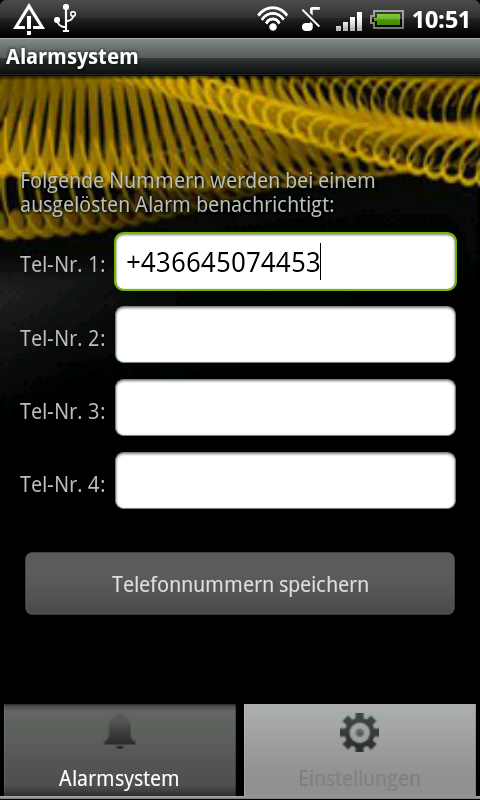 10:51
Alarmsystem
Folgende Nummern werden bei einem
ausgelösten Alarm benachrichtigt:
Tel-Nr. 1: +436645074453
Tel-Nr. 2:
Tel-Nr. 3:
Tel-Nr. 4:
Telefonnummern speichern
Alarmsystem Einstellungen